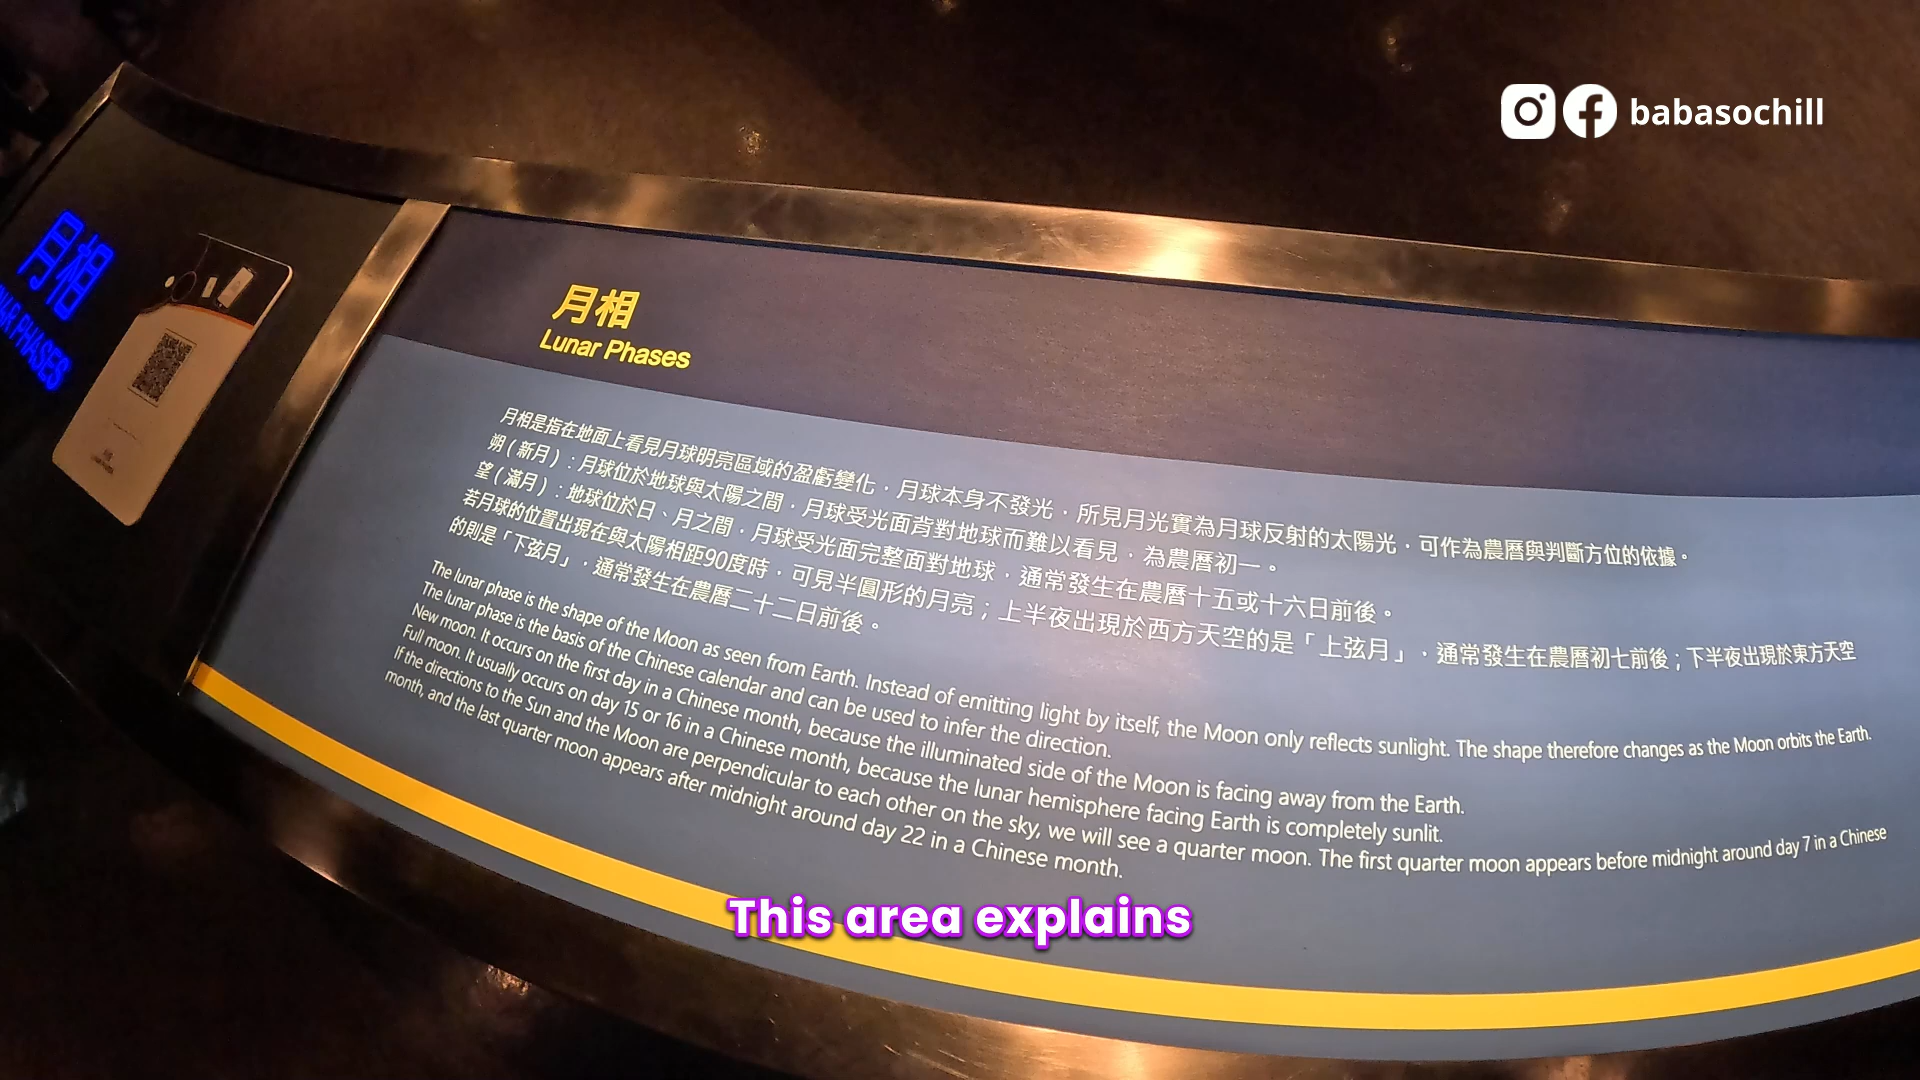 babasochill
月相
LUNAR PHASES
月相
Lunar Phases
月相是指在地面上看見月球明亮區域的盈虧變化，月球本身不發光，所見月光實為月球反射的太陽光，可作為農曆與判斷方位的依據。
朔（新月）：月球位於地球與太陽之間，月球受光面背對地球而難以看見，為農曆初一。
望（滿月）：地球位於日、月之間，月球受光面完整面對地球，通常發生在農曆十五或十六日前後。
若月球的位置出現在與太陽相距90度時，可見半圓形的月亮；上半夜出現於西方天空的是「上弦月」，通常發生在農曆初七前後；下半夜出現於東方天空
的則是「下弦月」，通常發生在農曆二十二日前後。
The lunar phase is the shape of the Moon as seen from Earth. Instead of emitting light by itself, the Moon only reflects sunlight. The shape therefore changes as the Moon orbits the Earth.
The lunar phase is the basis of the Chinese calendar and can be used to infer the direction.
New moon. It occurs on the first day in a Chinese month, because the illuminated side of the Moon is facing away from the Earth.
Full moon. It usually occurs on day 15 or 16 in a Chinese month, because the lunar hemisphere facing Earth is completely sunlit.
If the directions to the Sun and the Moon are perpendicular to each other on the sky, we will see a quarter moon. The first quarter moon appears before midnight around day 7 in a Chinese
month, and the last quarter moon appears after midnight around day 22 in a Chinese month.
This area explains